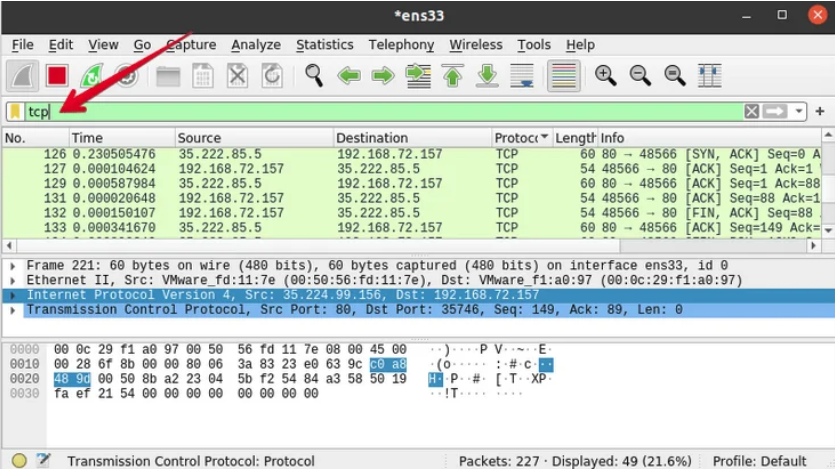 *ens33
File Edit View Go Capture Analyze Statistics Telephony Wireless Tools Help
tcp
No. Time Source Destination Protocc Length Info
126 0.230505476 35.222.85.5 192.168.72.157 TCP 60 80 → 48566 [SYN, ACK] Seq=0 A
127 0.000104624 192.168.72.157 35.222.85.5 TCP 54 48566 → 80 [ACK] Seq=1 Ack=1
129 0.000587984 35.222.85.5 192.168.72.157 TCP 60 80 → 48566 [ACK] Seq=1 Ack=88
131 0.000020648 192.168.72.157 35.222.85.5 TCP 54 48566 → 80 [ACK] Seq=88 Ack=1
132 0.000150107 192.168.72.157 35.222.85.5 TCP 54 48566 → 80 [FIN, ACK] Seq=88
133 0.000341670 35.222.85.5 192.168.72.157 TCP 60 80 → 48566 [ACK] Seq=149 Ack=
Frame 221: 60 bytes on wire (480 bits), 60 bytes captured (480 bits) on interface ens33, id 0
Ethernet II, Src: VMware_fd:11:7e (00:50:56:fd:11:7e), Dst: VMware_f1:a0:97 (00:0c:29:f1:a0:97)
Internet Protocol Version 4, Src: 35.224.99.156, Dst: 192.168.72.157
Transmission Control Protocol, Src Port: 80, Dst Port: 35746, Seq: 149, Ack: 89, Len: 0
0000 00 0c 29 f1 a0 97 00 50 56 fd 11 7e 08 00 45 00 ··)····P V··~··E·
0010 00 28 6f 8b 00 00 80 06 3a 83 23 e0 63 9c c0 a8 ·(o····· :·#·c···
0020 48 9d 00 50 8b a2 23 04 5b f2 54 84 a3 58 50 19 H··P··#· [·T··XP·
0030 fa ef 21 54 00 00 00 00 00 00 00 00 ··!T···· ····
Transmission Control Protocol: Protocol Packets: 227 · Displayed: 49 (21.6%) Profile: Default